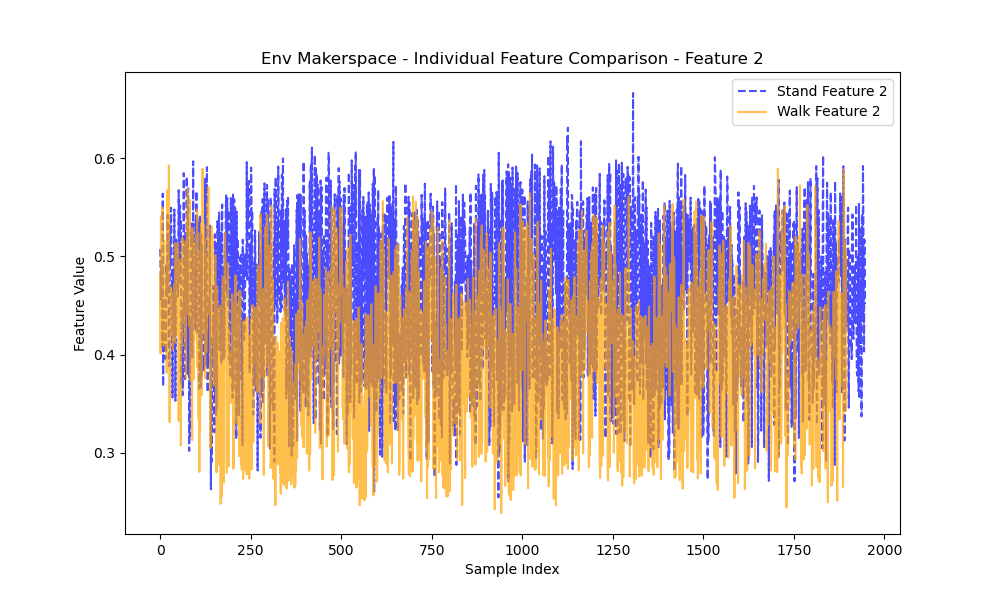 Env Makerspace - Individual Feature Comparison - Feature 2
Stand Feature 2
Walk Feature 2
Feature Value
0.6
0.5
0.4
0.3
0
250
500
750
1000
1250
1500
1750
2000
Sample Index